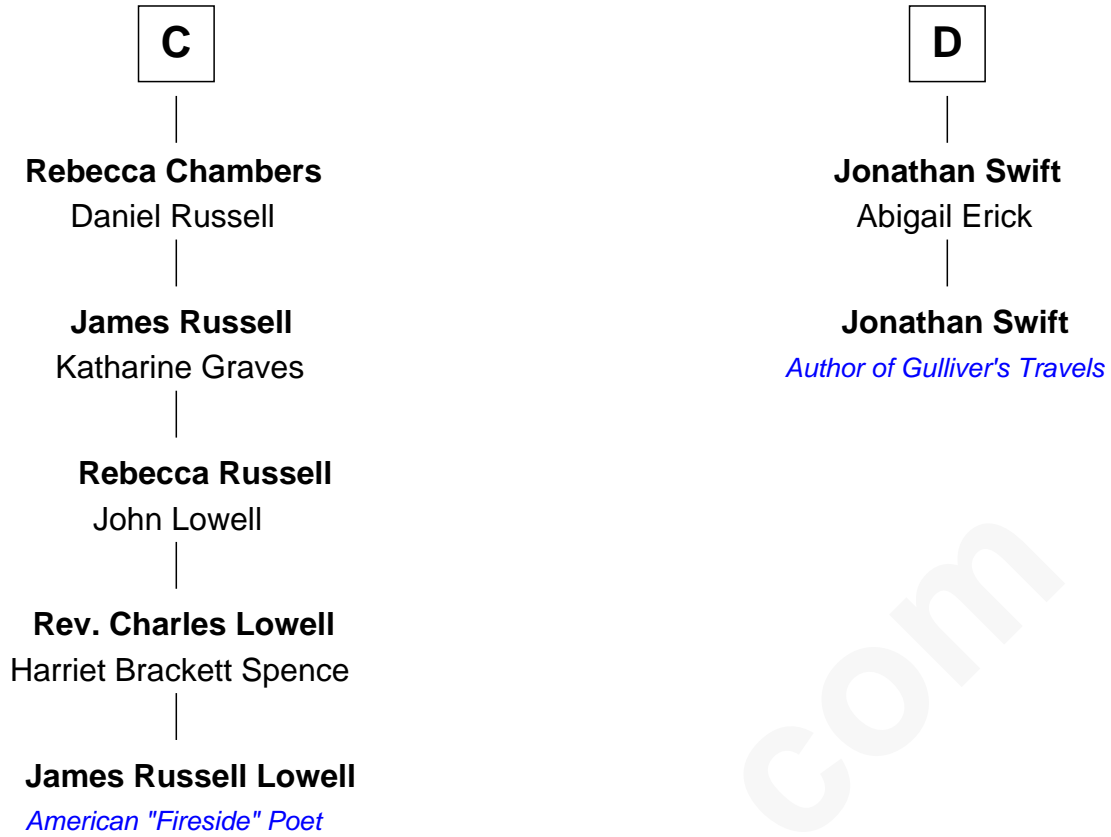 C
Rebecca Chambers
Daniel Russell
James Russell
Katharine Graves
Rebecca Russell
John Lowell
Rev. Charles Lowell
Harriet Brackett Spence
James Russell Lowell
American "Fireside" Poet
D
Jonathan Swift
Abigail Erick
Jonathan Swift
Author of Gulliver's Travels
com